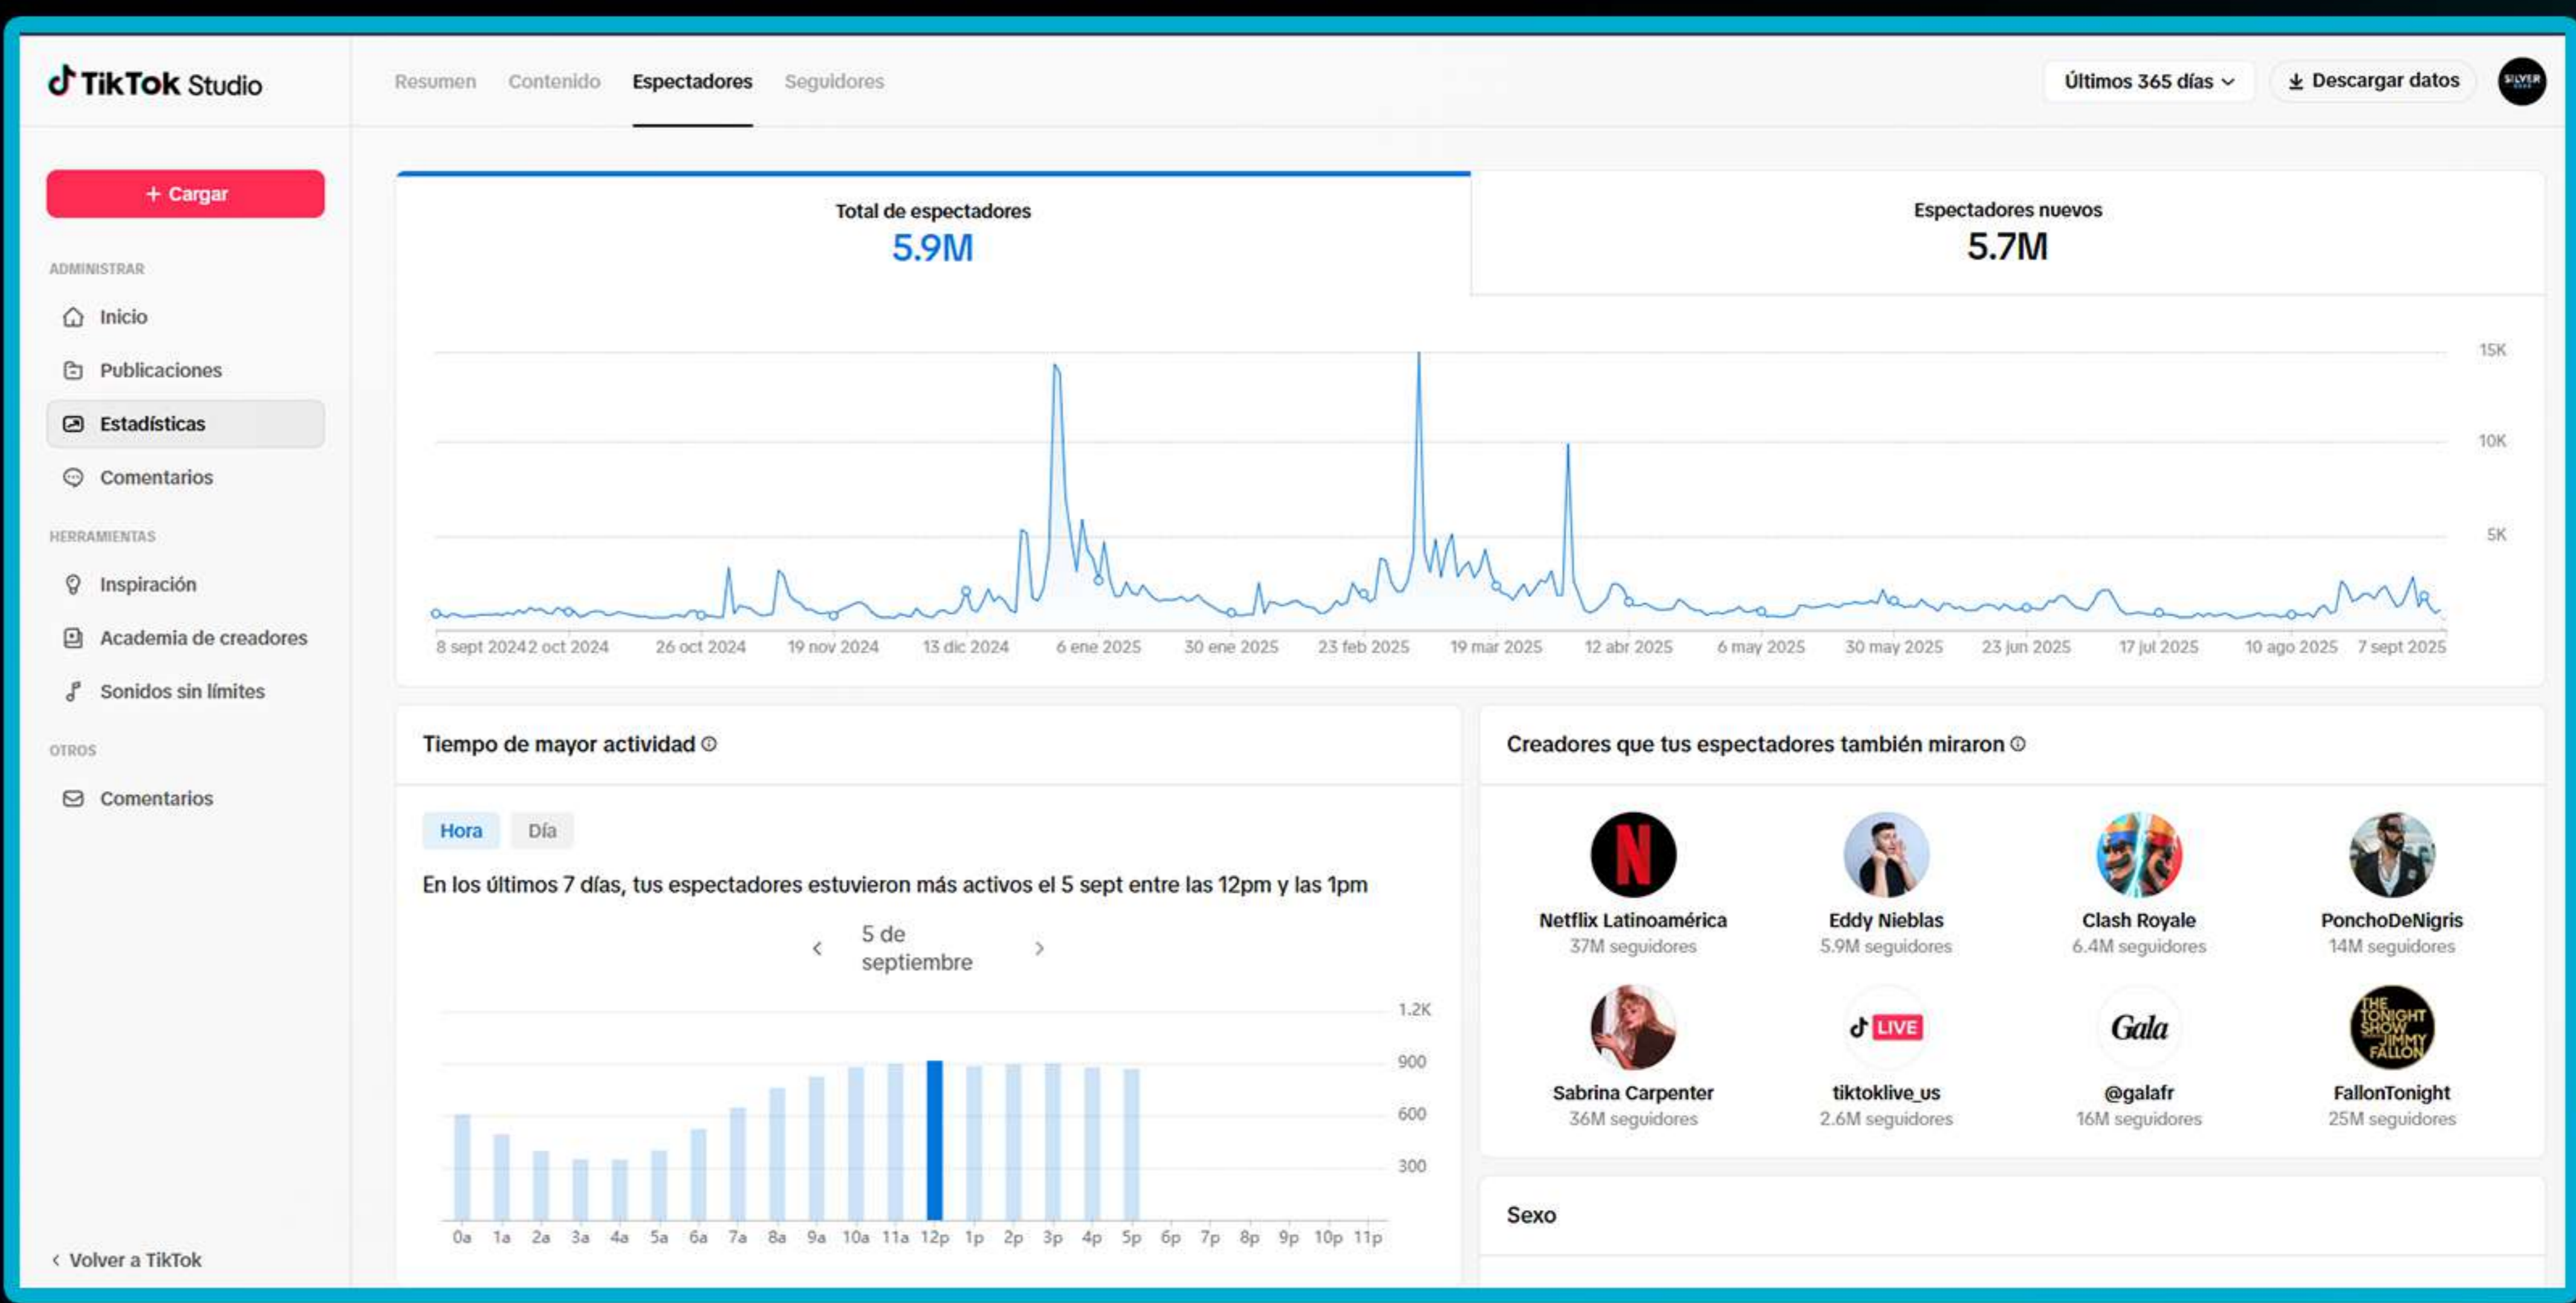 TikTok Studio
Resumen Contenido Espectadores Seguidores
Últimos 365 días
Descargar datos
SILVER
+ Cargar
ADMINISTRAR
Inicio
Publicaciones
Estadísticas
Comentarios
HERRAMIENTAS
Inspiración
Academia de creadores
Sonidos sin límites
OTROS
Comentarios
< Volver a TikTok
Total de espectadores
5.9M
Espectadores nuevos
5.7M
15K
10K
5K
8 sept 2024 2 oct 2024 26 oct 2024 19 nov 2024 13 dic 2024 6 ene 2025 30 ene 2025 23 feb 2025 19 mar 2025 12 abr 2025 6 may 2025 30 may 2025 23 jun 2025 17 jul 2025 10 ago 2025 7 sept 2025
Tiempo de mayor actividad
Hora Día
En los últimos 7 días, tus espectadores estuvieron más activos el 5 sept entre las 12pm y las 1pm
< 5 de >
septiembre
1.2K
900
600
300
0a 1a 2a 3a 4a 5a 6a 7a 8a 9a 10a 11a 12p 1p 2p 3p 4p 5p 6p 7p 8p 9p 10p 11p
Creadores que tus espectadores también miraron
N
Netflix Latinoamérica Eddy Nieblas Clash Royale PonchoDeNigris
37M seguidores 5.9M seguidores 6.4M seguidores 14M seguidores
LIVE
Gala
THE
TONIGHT
SHOW
JIMMY
FALLON
Sabrina Carpenter tiktoklive_us @galafr FallonTonight
36M seguidores 2.6M seguidores 16M seguidores 25M seguidores
Sexo